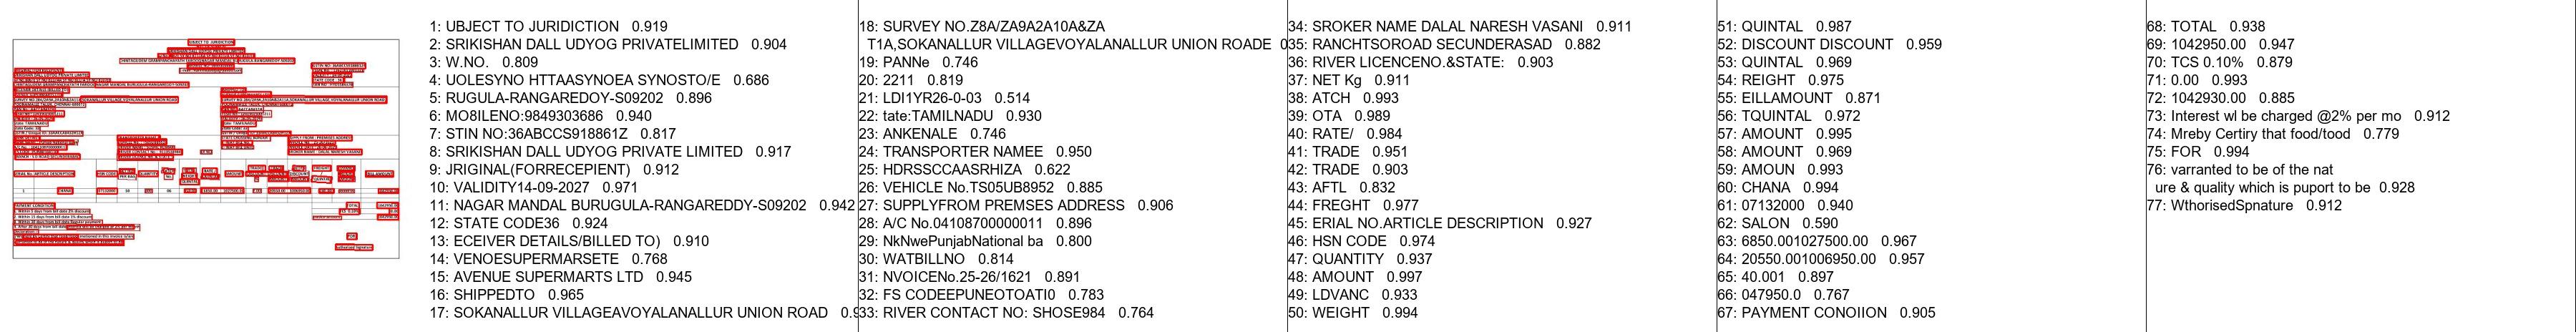 1: UBJECT TO JURIDICTION 0.919
2: SRIKISHAN DALL UDYOG PRIVATELIMITED 0.904
3: W.NO. 0.809
4: UOLESYNO HTTAASYNOEA SYNOSTO/E 0.686
5: RUGULA-RANGAREDOY-S09202 0.896
6: MO8ILENO:9849303686 0.940
7: STIN NO:36ABCCS918861Z 0.817
8: SRIKISHAN DALL UDYOG PRIVATE LIMITED 0.917
9: JRIGINAL(FORRECEPIENT) 0.912
10: VALIDITY14-09-2027 0.971
11: NAGAR MANDAL BURUGULA-RANGAREDDY-S09202 0.942
12: STATE CODE36 0.924
13: ECEIVER DETAILS/BILLED TO) 0.910
14: VENOESUPERMARSETE 0.768
15: AVENUE SUPERMARTS LTD 0.945
16: SHIPPEDTO 0.965
17: SOKANALLUR VILLAGEAVOYALANALLUR UNION ROAD 0.9
18: SURVEY NO.Z8A/ZA9A2A10A&ZA
T1A,SOKANALLUR VILLAGEVOYALANALLUR UNION ROADE 0
19: PANNe 0.746
20: 2211 0.819
21: LDI1YR26-0-03 0.514
22: tate:TAMILNADU 0.930
23: ANKENALE 0.746
24: TRANSPORTER NAMEE 0.950
25: HDRSSCCAASRHIZA 0.622
26: VEHICLE No.TS05UB8952 0.885
27: SUPPLYFROM PREMSES ADDRESS 0.906
28: A/C No.04108700000011 0.896
29: NkNwePunjabNational ba 0.800
30: WATBILLNO 0.814
31: NVOICENo.25-26/1621 0.891
32: FS CODEEPUNEOTOATI0 0.783
33: RIVER CONTACT NO: SHOSE984 0.764
34: SROKER NAME DALAL NARESH VASANI 0.911
35: RANCHTSOROAD SECUNDERASAD 0.882
36: RIVER LICENCENO.&STATE: 0.903
37: NET Kg 0.911
38: ATCH 0.993
39: OTA 0.989
40: RATE/ 0.984
41: TRADE 0.951
42: TRADE 0.903
43: AFTL 0.832
44: FREGHT 0.977
45: ERIAL NO.ARTICLE DESCRIPTION 0.927
46: HSN CODE 0.974
47: QUANTITY 0.937
48: AMOUNT 0.997
49: LDVANC 0.933
50: WEIGHT 0.994
51: QUINTAL 0.987
52: DISCOUNT DISCOUNT 0.959
53: QUINTAL 0.969
54: REIGHT 0.975
55: EILLAMOUNT 0.871
56: TQUINTAL 0.972
57: AMOUNT 0.995
58: AMOUNT 0.969
59: AMOUN 0.993
60: CHANA 0.994
61: 07132000 0.940
62: SALON 0.590
63: 6850.001027500.00 0.967
64: 20550.001006950.00 0.957
65: 40.001 0.897
66: 047950.0 0.767
67: PAYMENT CONOIION 0.905
68: TOTAL 0.938
69: 1042950.00 0.947
70: TCS 0.10% 0.879
71: 0.00 0.993
72: 1042930.00 0.885
73: Interest wl be charged @2% per mo 0.912
74: Mreby Certiry that food/tood 0.779
75: FOR 0.994
76: varranted to be of the nat
ure & quality which is puport to be 0.928
77: WthorisedSpnature 0.912